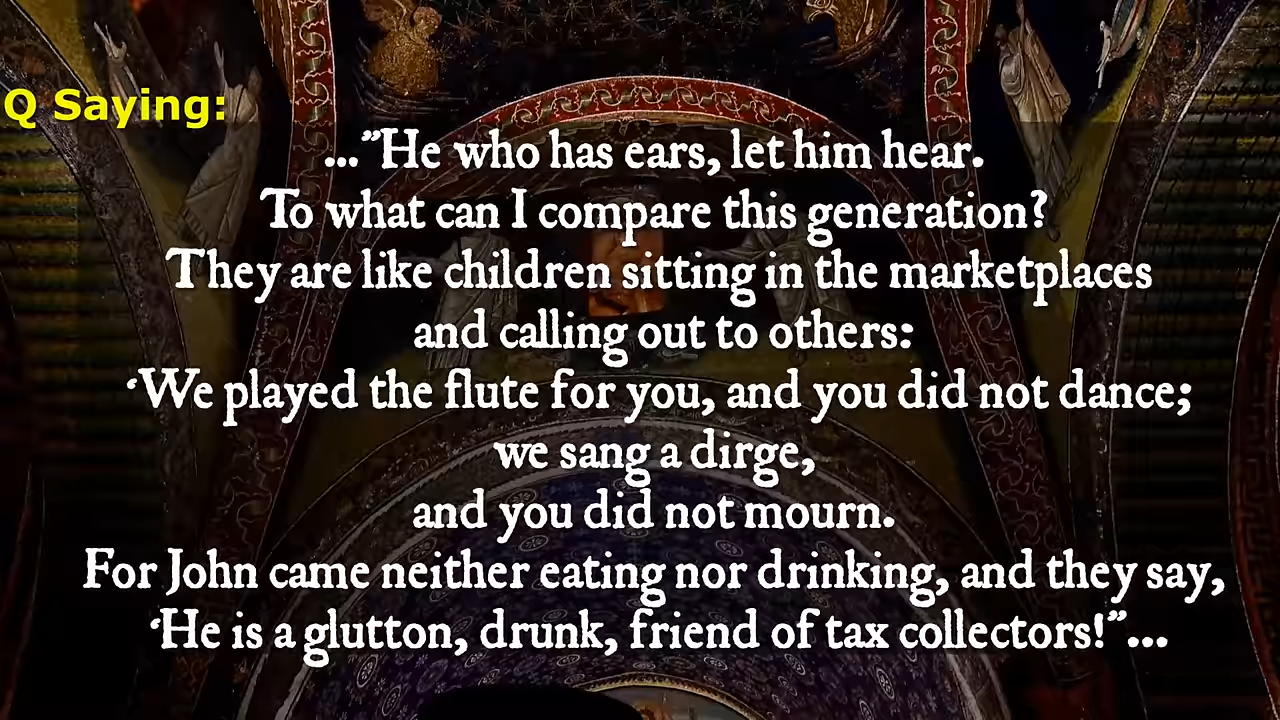 Q Saying:
..."He who has ears, let him hear.
To what can I compare this generation?
They are like children sitting in the marketplaces
and calling out to others:
‘We played the flute for you, and you did not dance;
we sang a dirge,
and you did not mourn.
For John came neither eating nor drinking, and they say,
‘He is a glutton, drunk, friend of tax collectors!"...